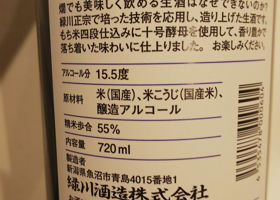 燗でも美味しく飲める生酒はなぜできないのか?
緑川正宗で培った技術を応用し、造り上げた生酒です。
もち米四段仕込みに十号酵母を使用して、香り豊かで
落ち着いた味わいに仕上りました。 お楽しみください。
アルコール分 15.5度
原材料 米(国産)、米こうじ(国産米)、
醸造アルコール
精米歩合 55%
内容量 720ml
製造者
新潟県魚沼市青島4015番地1
緑川酒造株式会社